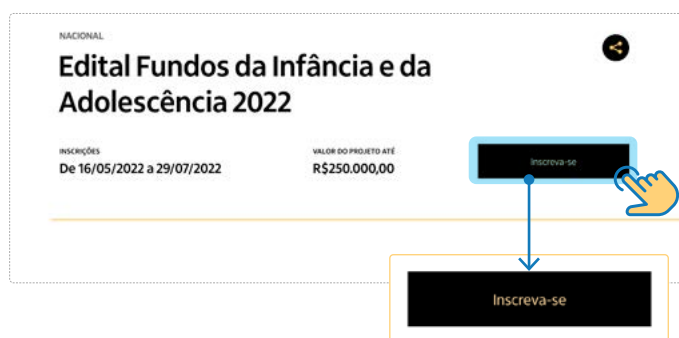 NACIONAL
Edital Fundos da Infância e da
Adolescência 2022
INSCRIÇÕES
De 16/05/2022 a 29/07/2022
VALOR DO PROJETO ATÉ
R$250.000,00
Inscreva-se
Inscreva-se